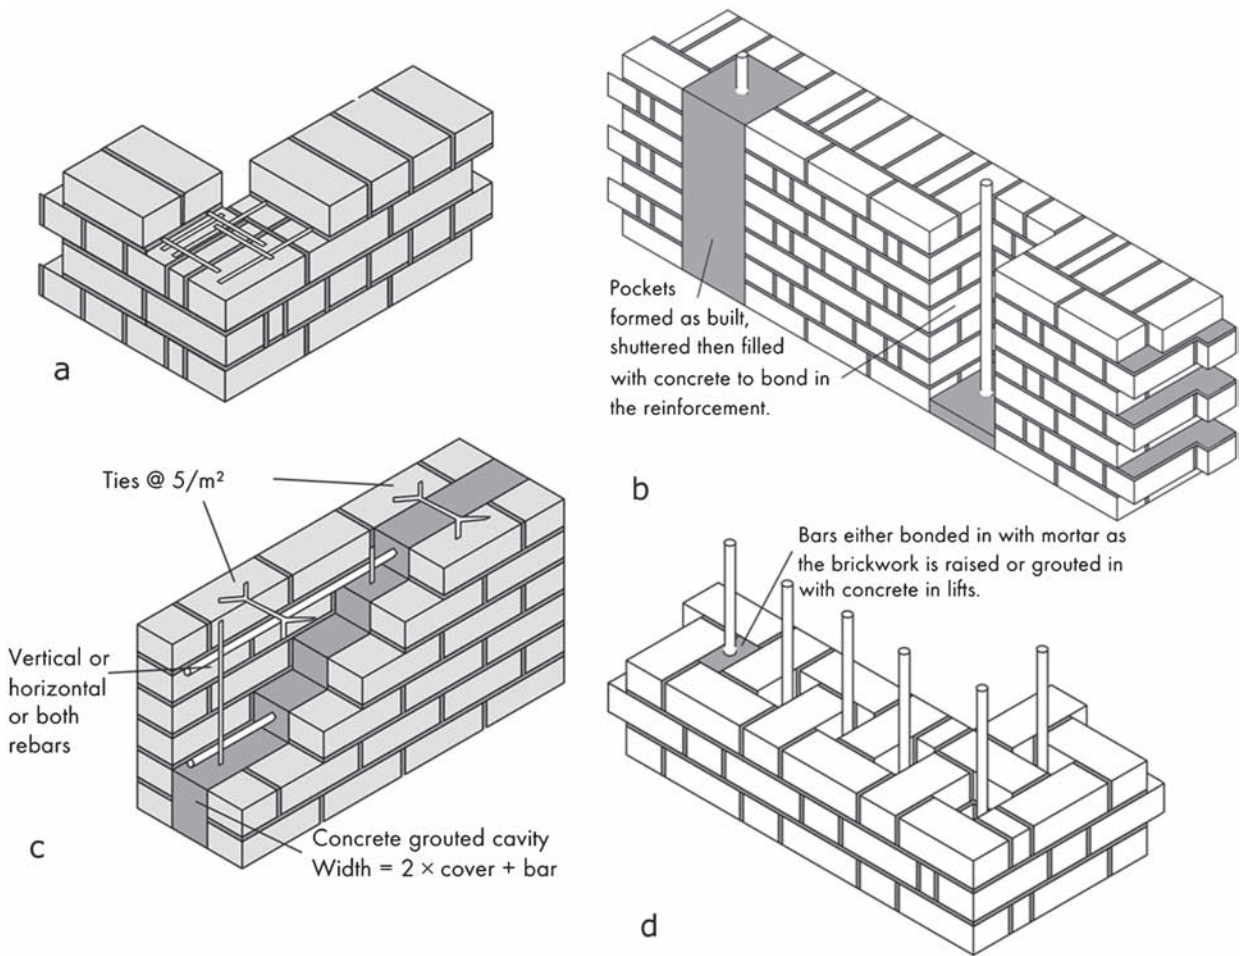 a
Pockets
formed as built,
shuttered then filled
with concrete to bond in
the reinforcement.
b
Ties @ 5/m²
Vertical or
horizontal
or both
rebars
Concrete grouted cavity
Width = 2 × cover + bar
c
Bars either bonded in with mortar as
the brickwork is raised or grouted in
with concrete in lifts.
d